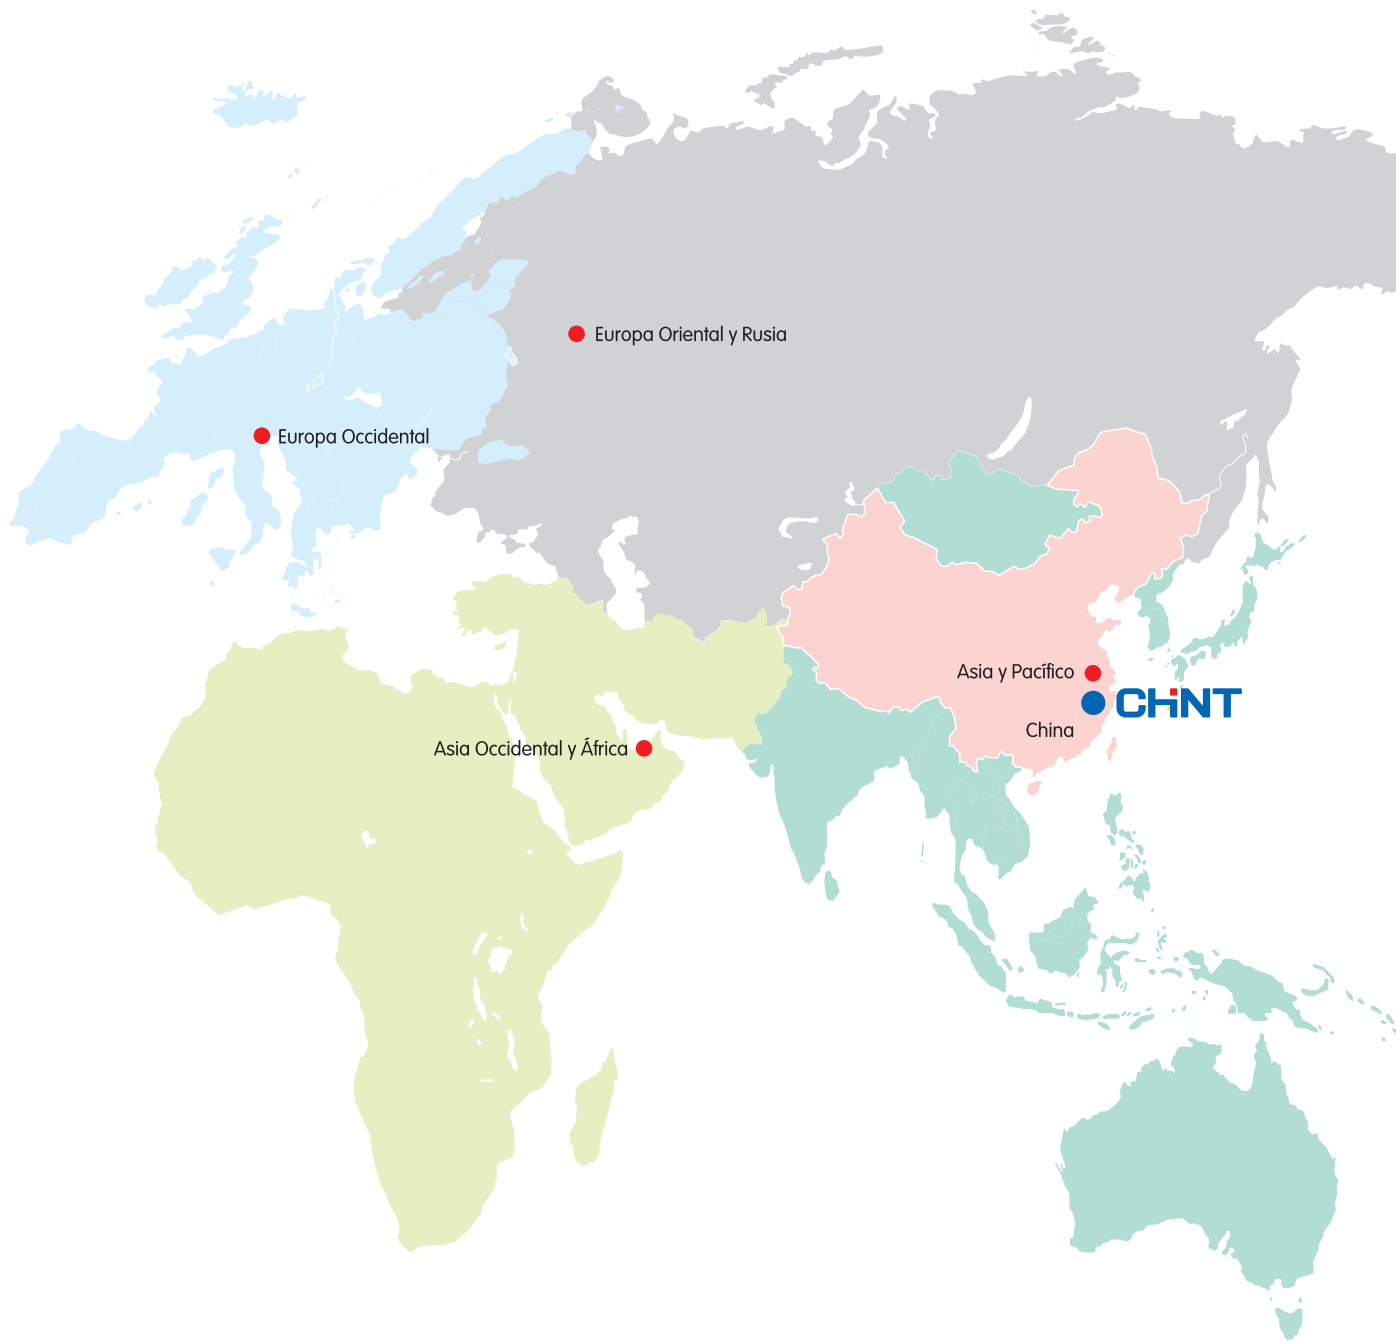 Europa Oriental y Rusia
Europa Occidental
Asia y Pacífico
CHNT
China
Asia Occidental y África